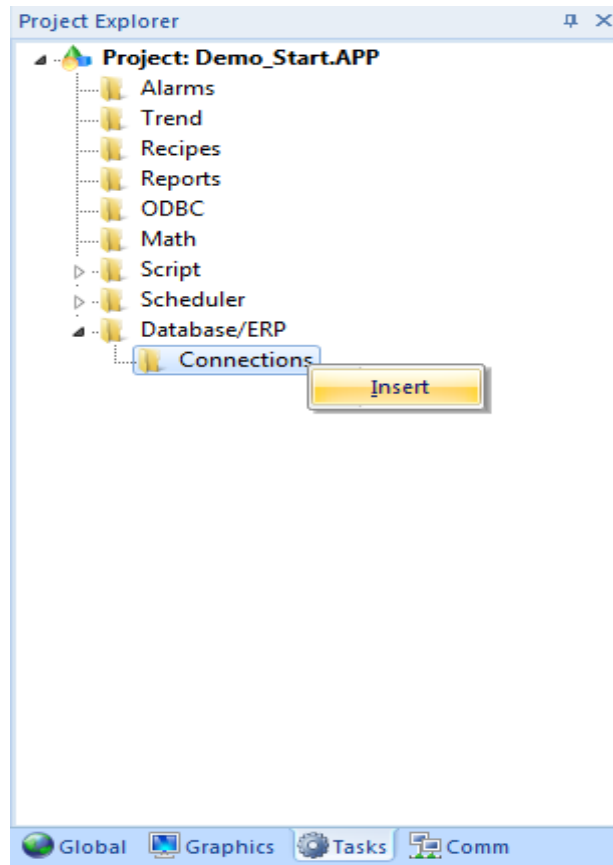 Project Explorer
Project: Demo_Start.APP
Alarms
Trend
Recipes
Reports
ODBC
Math
Script
Scheduler
Database/ERP
Connections
Insert
Global Graphics Tasks Comm